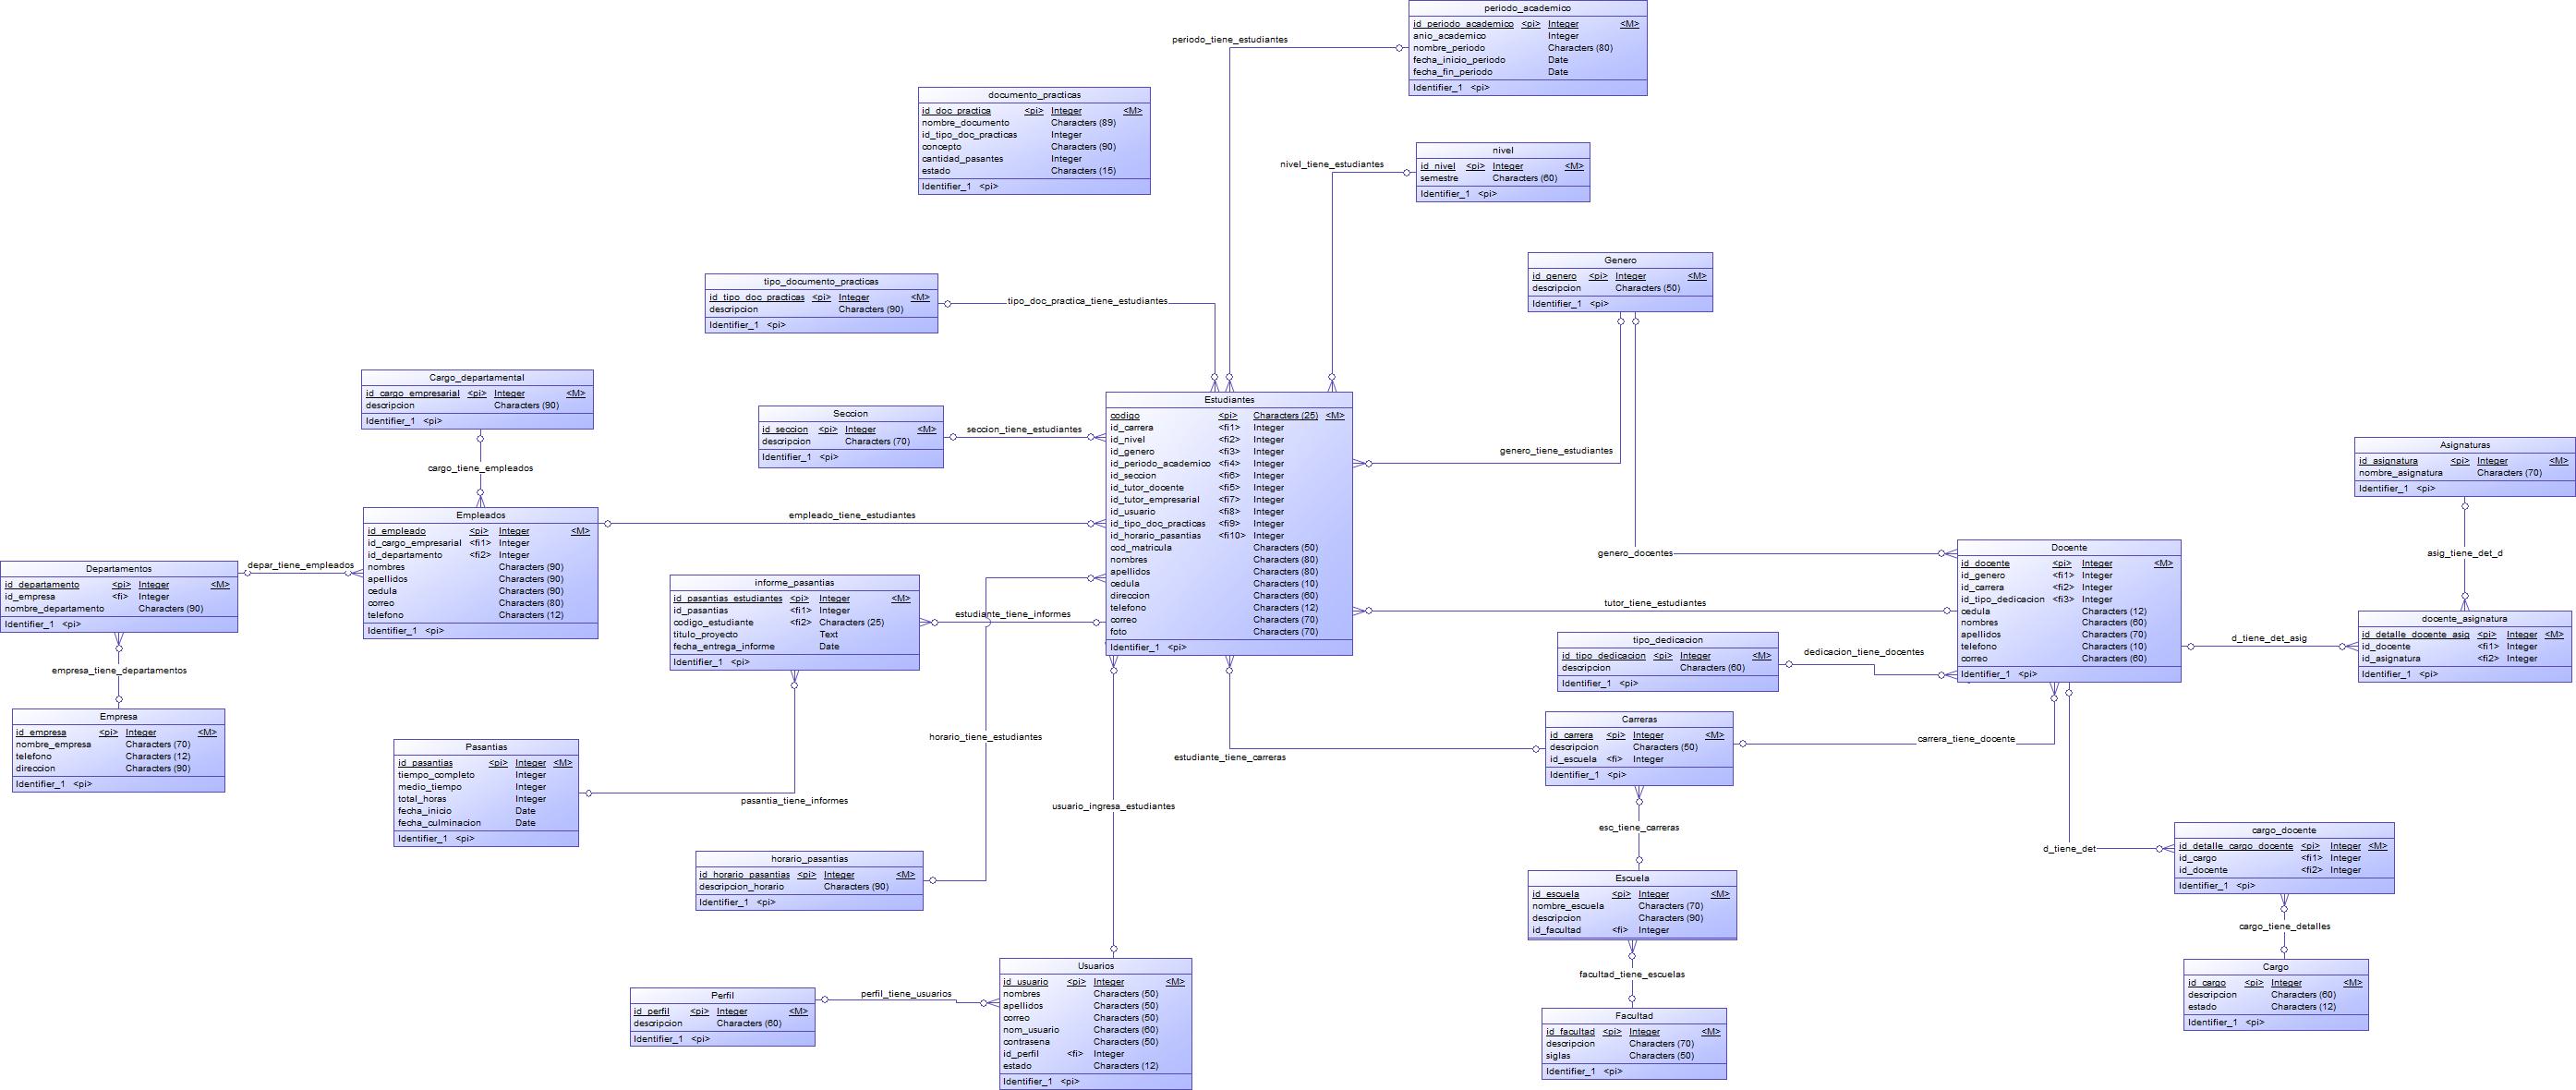 periodo_academico
id_periodo_academico <pi> Integer <M>
anio_academico Integer
nombre_periodo Characters (80)
fecha_inicio_periodo Date
fecha_fin_periodo Date
Identifier_1 <pi>
periodo_tiene_estudiantes
documento_practicas
id_doc_practica <pi> Integer <M>
nombre_documento Characters (89)
id_tipo_doc_practicas Integer
concepto Characters (90)
cantidad_pasantes Integer
estado Characters (15)
Identifier_1 <pi>
nivel
id_nivel <pi> Integer <M>
semestre Characters (60)
Identifier_1 <pi>
nivel_tiene_estudiantes
Genero
id_genero <pi> Integer <M>
descripcion Characters (50)
Identifier_1 <pi>
tipo_documento_practicas
id_tipo_doc_practicas <pi> Integer <M>
descripcion Characters (90)
Identifier_1 <pi>
tipo_doc_practica_tiene_estudiantes
Cargo_departamental
id_cargo_empresarial <pi> Integer <M>
descripcion Characters (90)
Identifier_1 <pi>
cargo_tiene_empleados
Seccion
id_seccion <pi> Integer <M>
descripcion Characters (70)
Identifier_1 <pi>
seccion_tiene_estudiantes
Estudiantes
codigo <pi> Characters (25) <M>
id_carrera <fi1> Integer
id_nivel <fi2> Integer
id_genero <fi3> Integer
id_periodo_academico <fi4> Integer
id_seccion <fi6> Integer
id_tutor_docente <fi5> Integer
id_tutor_empresarial <fi7> Integer
id_usuario <fi8> Integer
id_tipo_doc_practicas <fi9> Integer
id_horario_pasantias <fi10> Integer
cod_matricula Characters (50)
nombres Characters (80)
apellidos Characters (80)
cedula Characters (10)
direccion Characters (60)
telefono Characters (12)
correo Characters (70)
foto Characters (70)
Identifier_1 <pi>
genero_tiene_estudiantes
Asignaturas
id_asignatura <pi> Integer <M>
nombre_asignatura Characters (70)
Identifier_1 <pi>
asig_tiene_det_d
Empleados
id_empleado <pi> Integer <M>
id_cargo_empresarial <fi1> Integer
id_departamento <fi2> Integer
nombres Characters (90)
apellidos Characters (90)
cedula Characters (90)
correo Characters (80)
telefono Characters (12)
Identifier_1 <pi>
empleado_tiene_estudiantes
Departamentos
id_departamento <pi> Integer <M>
id_empresa <fi> Integer
nombre_departamento Characters (90)
Identifier_1 <pi>
depar_tiene_empleados
genero_docentes
Docente
id_docente <pi> Integer <M>
id_genero <fi1> Integer
id_carrera <fi2> Integer
id_tipo_dedicacion <fi3> Integer
cedula Characters (12)
nombres Characters (60)
apellidos Characters (70)
telefono Characters (10)
correo Characters (60)
Identifier_1 <pi>
informe_pasantias
id_pasantias_estudiantes <pi> Integer <M>
id_pasantias <fi1> Integer
codigo_estudiante <fi2> Characters (25)
titulo_proyecto Text
fecha_entrega_informe Date
Identifier_1 <pi>
estudiante_tiene_informes
tutor_tiene_estudiantes
docente_asignatura
id_detalle_docente_asig <pi> Integer <M>
id_docente <fi1> Integer
id_asignatura <fi2> Integer
Identifier_1 <pi>
d_tiene_det_asig
tipo_dedicacion
id_tipo_dedicacion <pi> Integer <M>
descripcion Characters (60)
Identifier_1 <pi>
dedicacion_tiene_docentes
empresa_tiene_departamentos
Empresa
id_empresa <pi> Integer <M>
nombre_empresa Characters (70)
telefono Characters (12)
direccion Characters (90)
Identifier_1 <pi>
Pasantias
id_pasantias <pi> Integer <M>
tiempo_completo Integer
medio_tiempo Integer
total_horas Integer
fecha_inicio Date
fecha_culminacion Date
Identifier_1 <pi>
pasantia_tiene_informes
horario_tiene_estudiantes
estudiante_tiene_carreras
Carreras
id_carrera <pi> Integer <M>
descripcion Characters (50)
id_escuela <fi> Integer
Identifier_1 <pi>
carrera_tiene_docente
usuario_ingresa_estudiantes
esc_tiene_carreras
horario_pasantias
id_horario_pasantias <pi> Integer <M>
descripcion_horario Characters (90)
Identifier_1 <pi>
d_tiene_det
cargo_docente
id_detalle_cargo_docente <pi> Integer <M>
id_cargo <fi1> Integer
id_docente <fi2> Integer
Identifier_1 <pi>
Escuela
id_escuela <pi> Integer <M>
nombre_escuela Characters (70)
descripcion Characters (90)
id_facultad <fi> Integer
cargo_tiene_detalles
facultad_tiene_escuelas
Usuarios
id_usuario <pi> Integer <M>
nombres Characters (50)
apellidos Characters (50)
correo Characters (50)
nom_usuario Characters (60)
contrasena Characters (50)
id_perfil <fi> Integer
estado Characters (12)
Identifier_1 <pi>
Perfil
id_perfil <pi> Integer <M>
descripcion Characters (60)
Identifier_1 <pi>
perfil_tiene_usuarios
Cargo
id_cargo <pi> Integer <M>
descripcion Characters (60)
estado Characters (12)
Identifier_1 <pi>
Facultad
id_facultad <pi> Integer <M>
descripcion Characters (70)
siglas Characters (50)
Identifier_1 <pi>